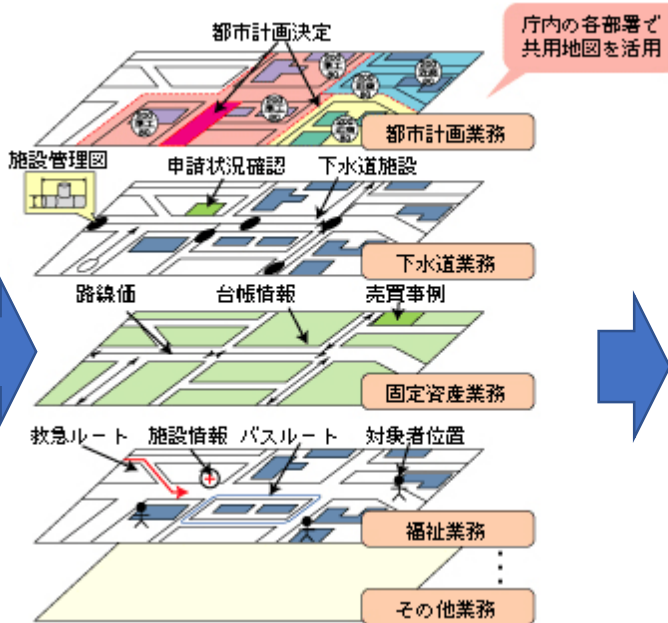 都市計画決定
庁内の各部署で
共用地図を活用
都市計画業務
施設管理図
申請状況確認
下水道施設
下水道業務
路線価
台帳情報
売買事例
固定資産業務
救急ルート
施設情報
バスルート
対象者位置
福祉業務
その他業務